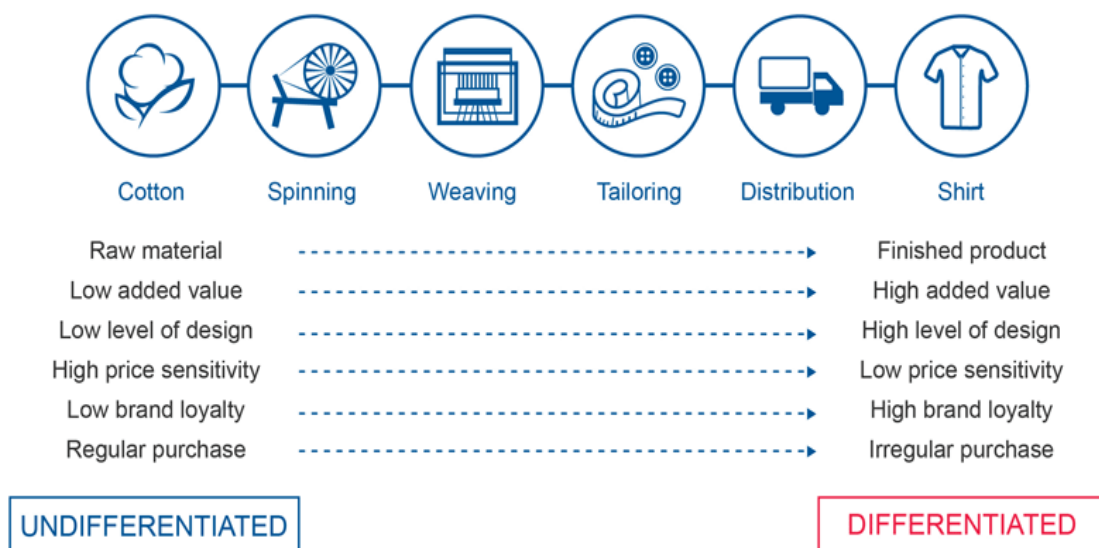 Cotton Spinning Weaving Tailoring Distribution Shirt
Raw material Finished product
Low added value High added value
Low level of design High level of design
High price sensitivity Low price sensitivity
Low brand loyalty High brand loyalty
Regular purchase Irregular purchase
UNDIFFERENTIATED DIFFERENTIATED